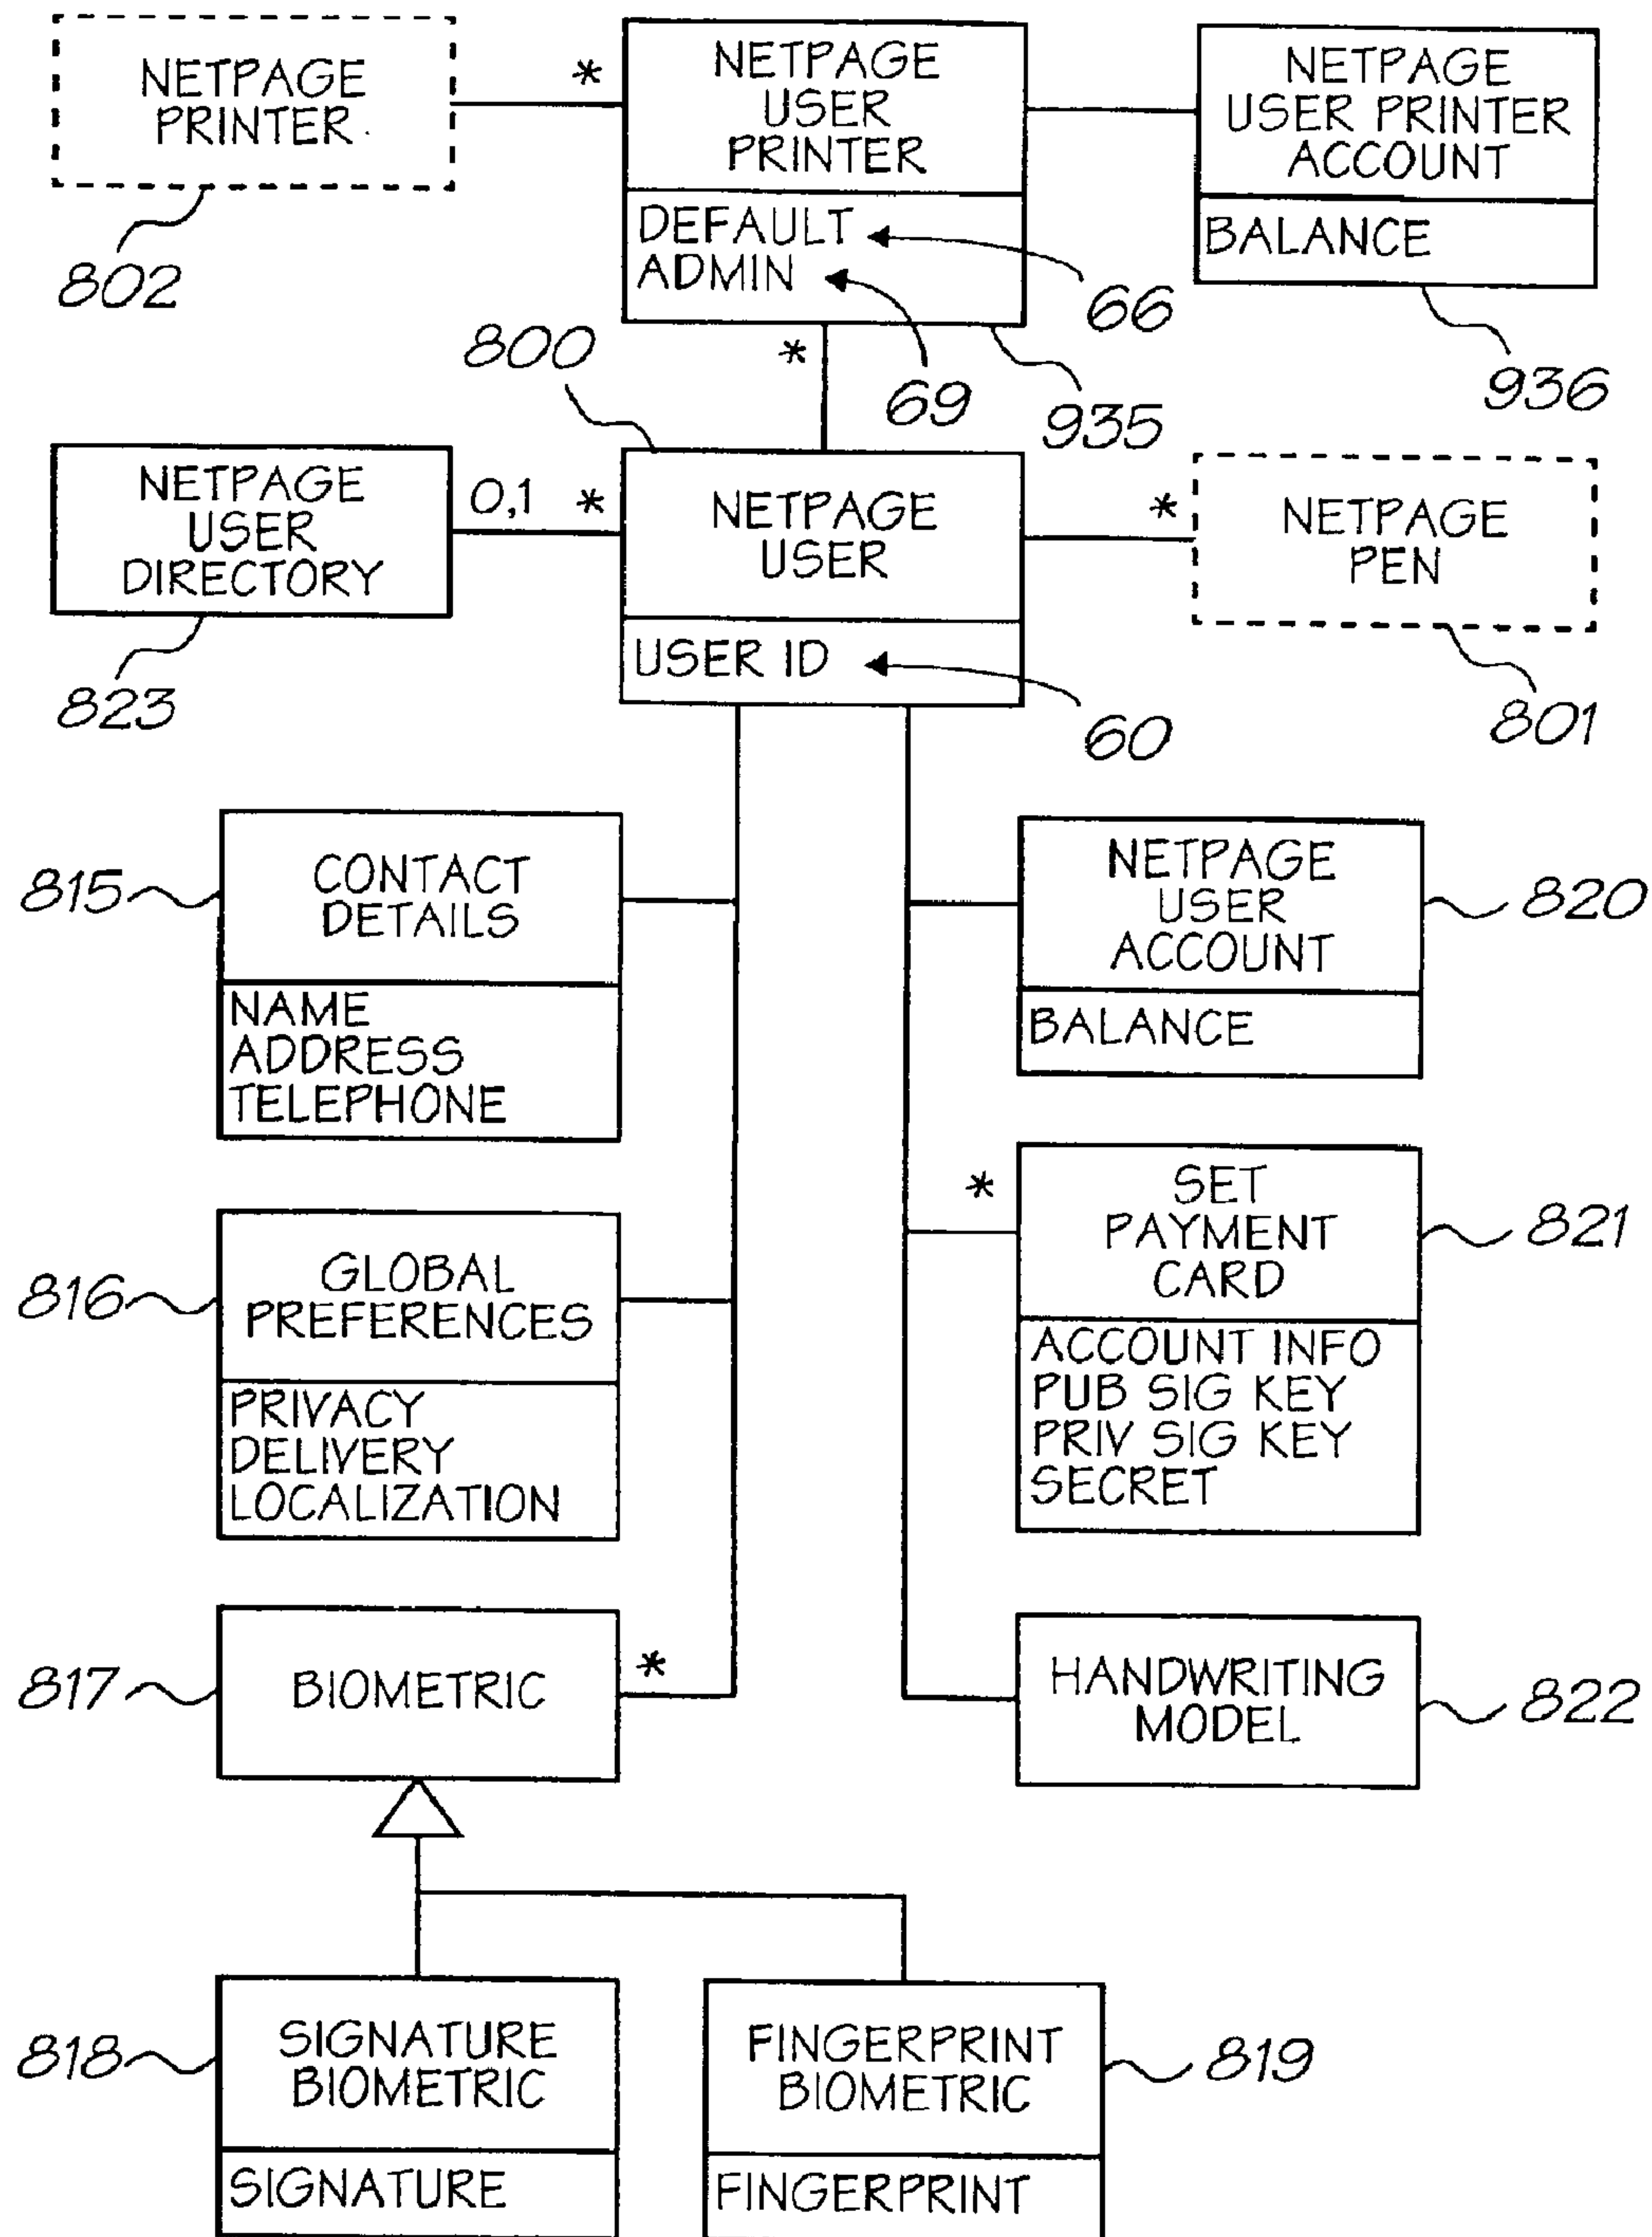 NETPAGE
PRINTER
802
*
NETPAGE
USER
PRINTER
DEFAULT
ADMIN
66
69
935
NETPAGE
USER PRINTER
ACCOUNT
BALANCE
936
*
800
NETPAGE
USER
DIRECTORY
823
0,1 *
NETPAGE
USER
USER ID
60
*
NETPAGE
PEN
801
815
CONTACT
DETAILS
NAME
ADDRESS
TELEPHONE
NETPAGE
USER
ACCOUNT
BALANCE
820
816
GLOBAL
PREFERENCES
PRIVACY
DELIVERY
LOCALIZATION
*
SET
PAYMENT
CARD
ACCOUNT INFO
PUB SIG KEY
PRIV SIG KEY
SECRET
821
817
BIOMETRIC
*
HANDWRITING
MODEL
822
818
SIGNATURE
BIOMETRIC
SIGNATURE
FINGERPRINT
BIOMETRIC
FINGERPRINT
819